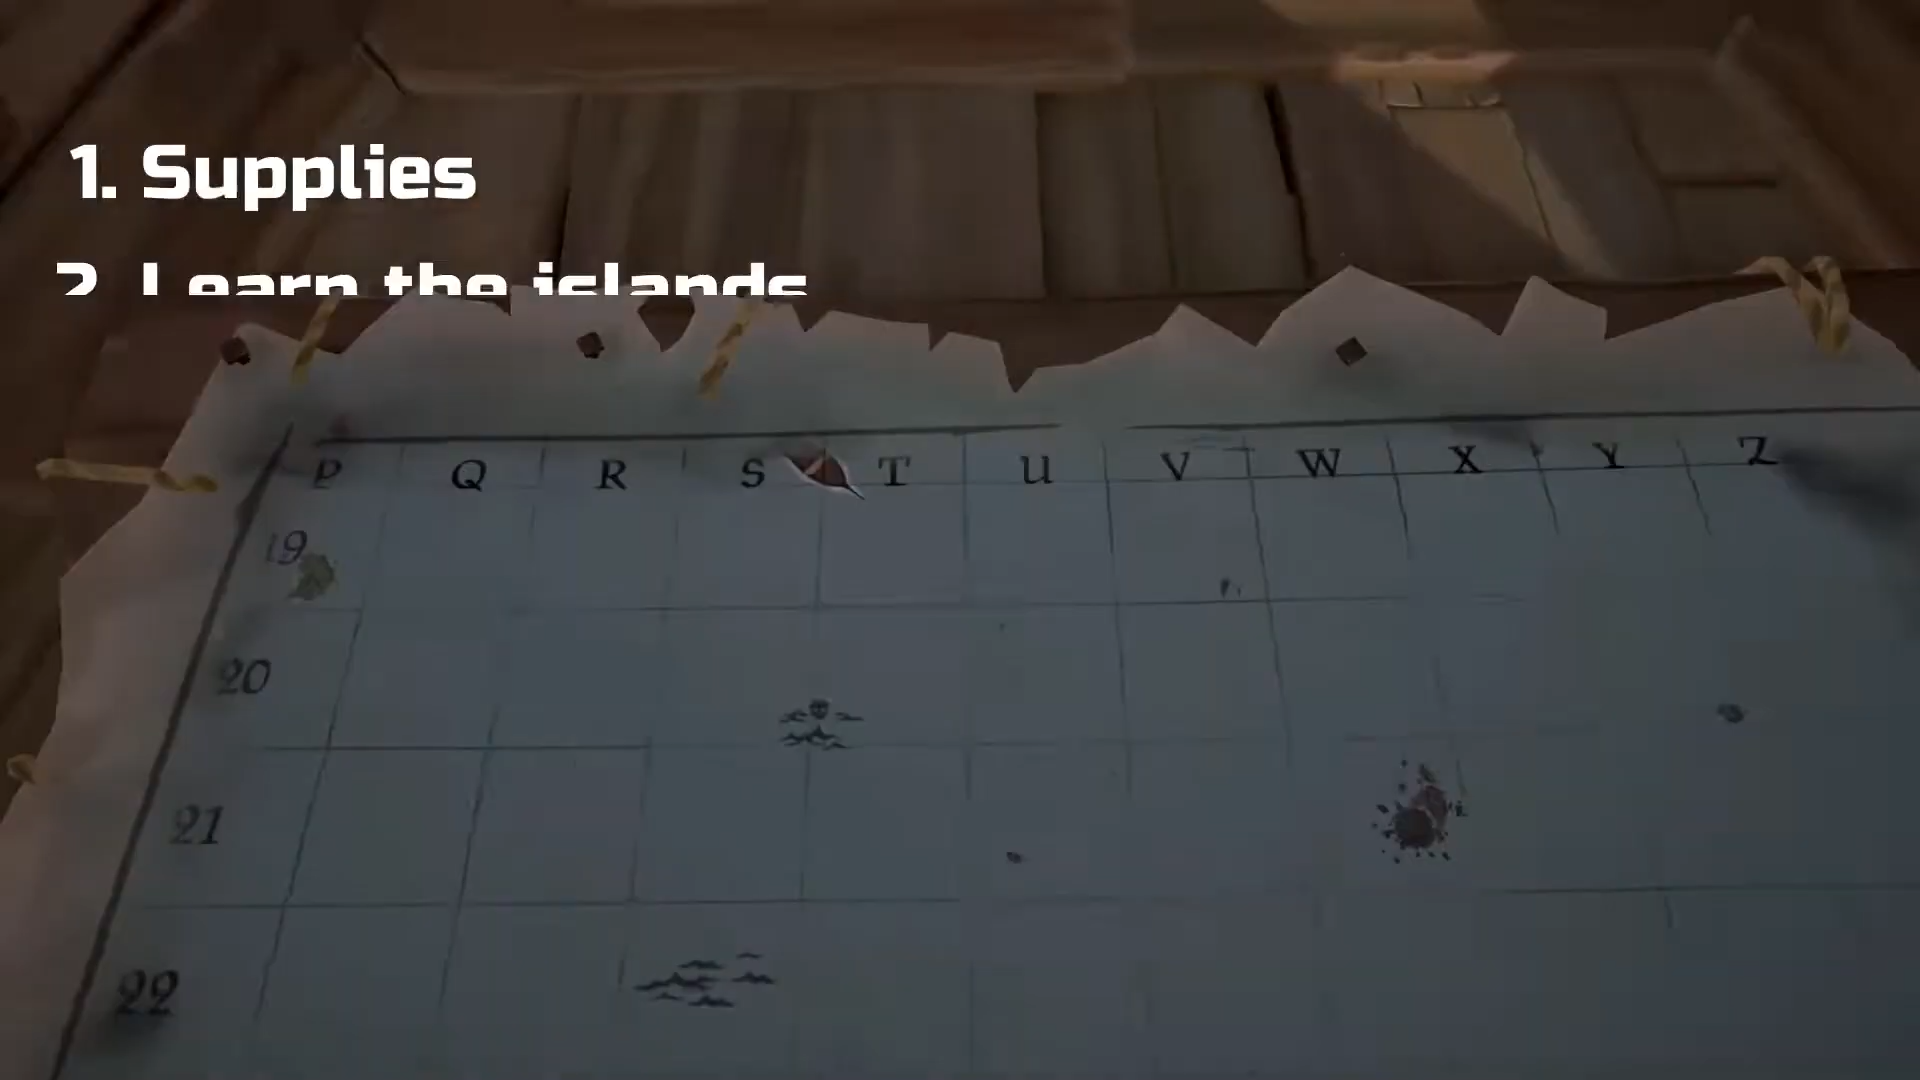 1. Supplies
2. Learn the islands
P Q R S T U V W X Y Z
19
20
21
22